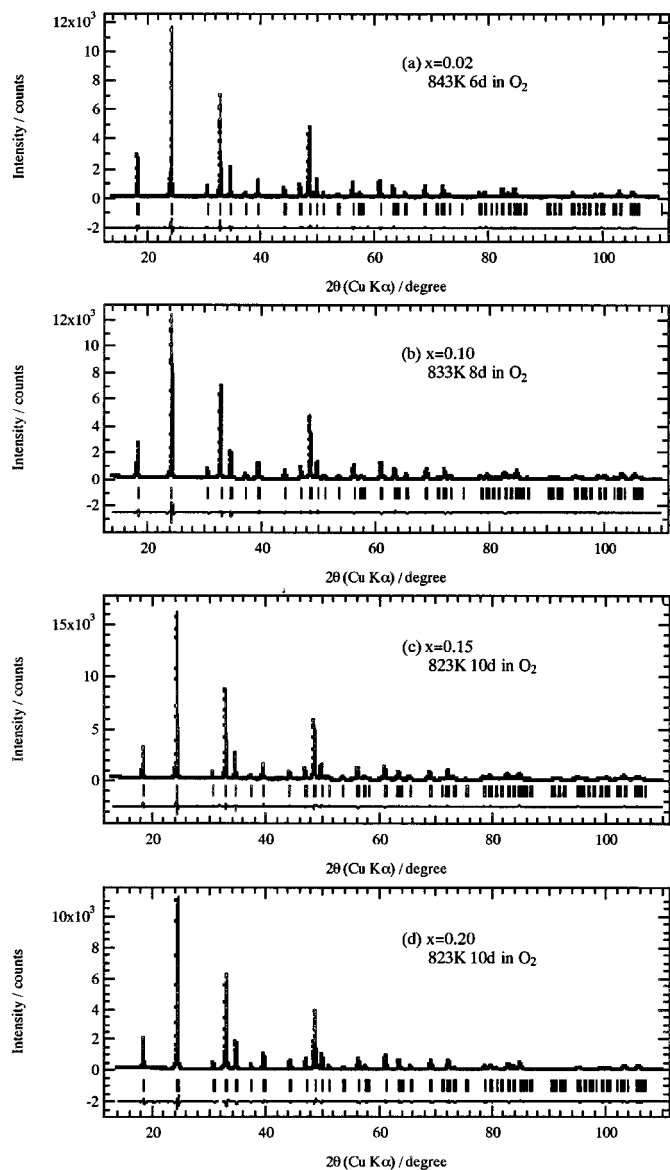 12x10³
(a) x=0.02
10
843K 6d in O₂
8
6
4
2
0
-2
Intensity / counts
20 40 60 80 100
2θ (Cu Kα) / degree
12x10³
(b) x=0.10
10
833K 8d in O₂
8
6
4
2
0
-2
Intensity / counts
20 40 60 80 100
2θ (Cu Kα) / degree
15x10³
(c) x=0.15
823K 10d in O₂
10
5
0
Intensity / counts
20 40 60 80 100
2θ (Cu Kα) / degree
10x10³
(d) x=0.20
823K 10d in O₂
8
6
4
2
0
-2
Intensity / counts
20 40 60 80 100
2θ (Cu Kα) / degree